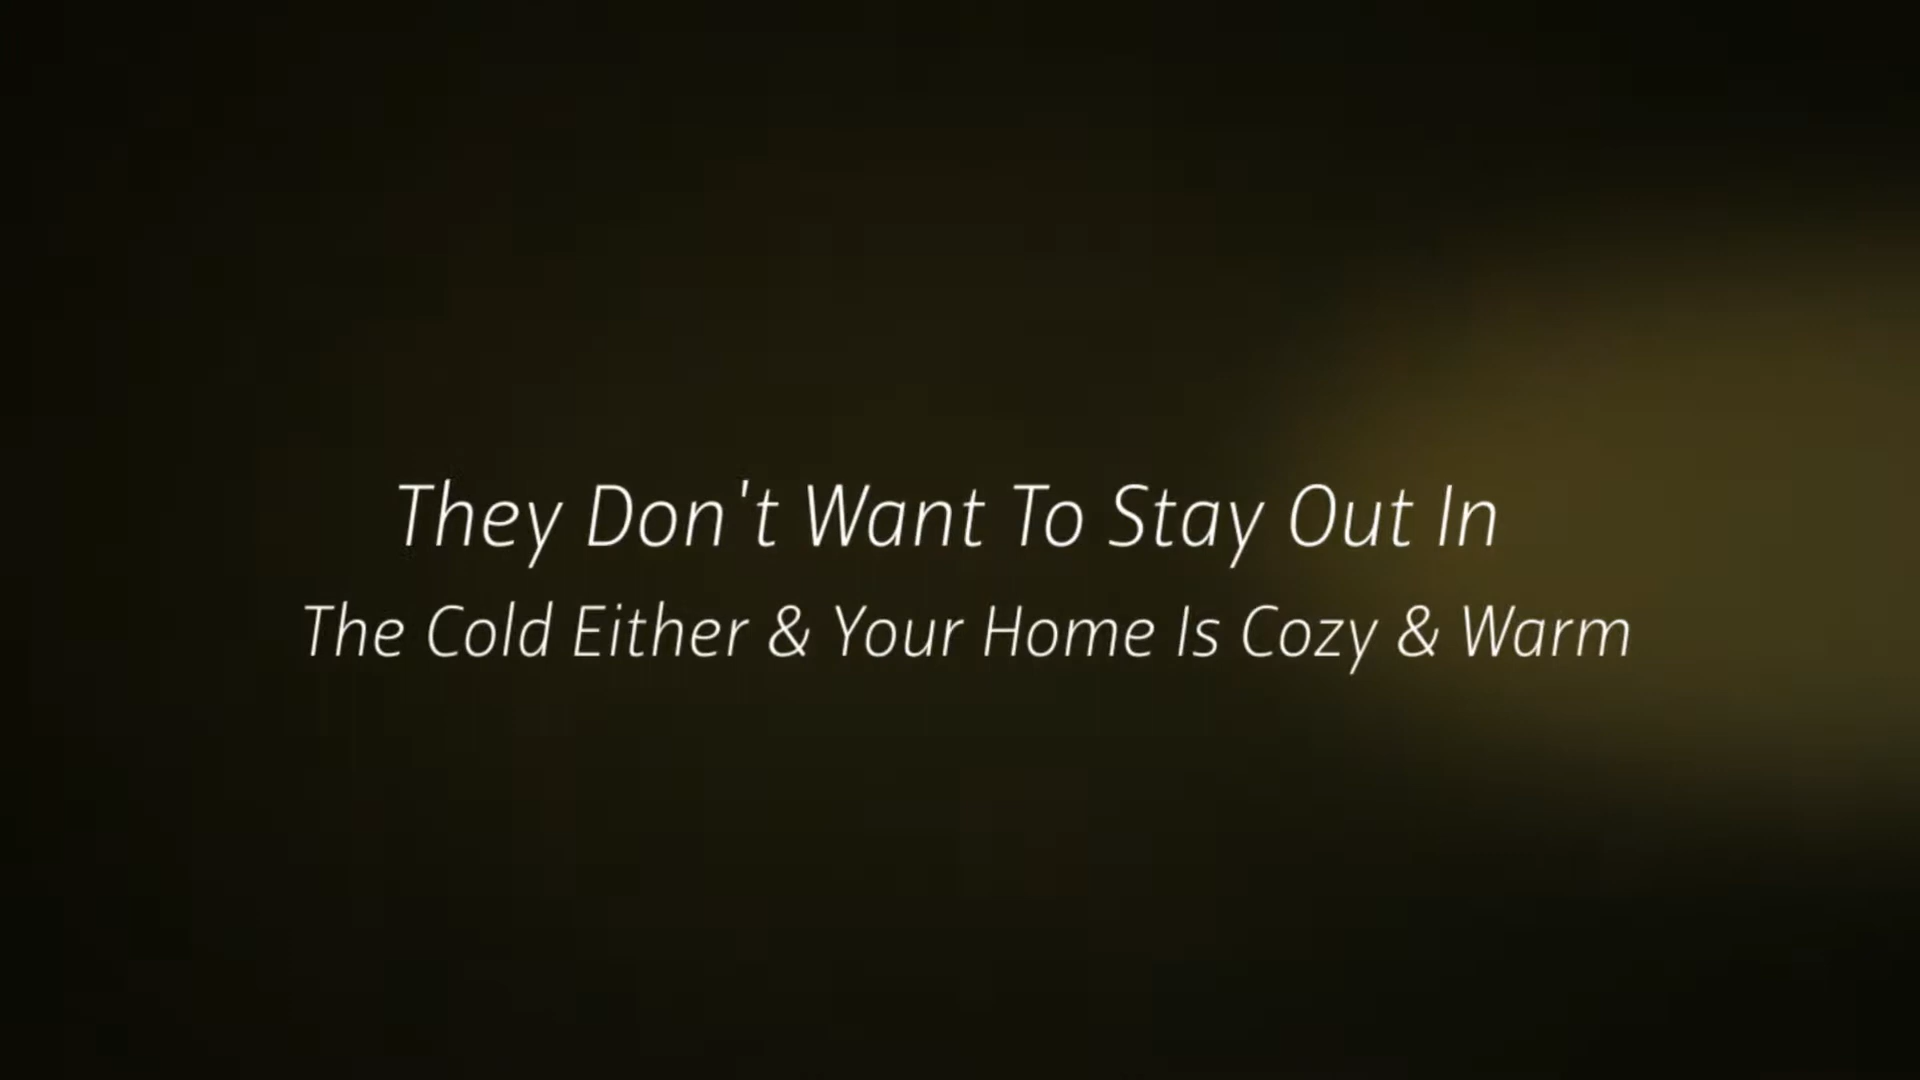 They Don't Want To Stay Out In
The Cold Either & Your Home Is Cozy & Warm